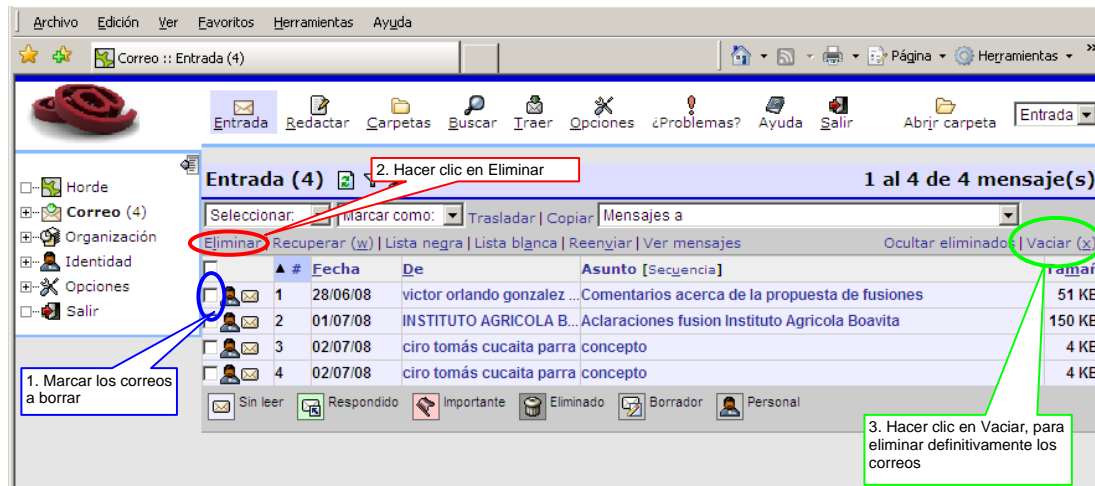 Archivo Edición Ver Favoritos Herramientas Ayuda
Correo :: Entrada (4)
Página Herramientas »
Entrada Redactar Carpetas Buscar Traer Opciones ¿Problemas? Ayuda Salir Abrir carpeta Entrada
Horde
Correo (4)
Organización
Identidad
Opciones
Salir
2. Hacer clic en Eliminar
Entrada (4) 1 al 4 de 4 mensaje(s)
Seleccionar: Marcar como: Trasladar | Copiar Mensajes a
Eliminar Recuperar (w) | Lista negra | Lista blanca | Reenviar | Ver mensajes Ocultar eliminados | Vaciar (x)
# Fecha De Asunto [Secuencia] Tamañ
1 28/06/08 victor orlando gonzalez ... Comentarios acerca de la propuesta de fusiones 51 KE
2 01/07/08 INSTITUTO AGRICOLA B... Aclaraciones fusion Instituto Agricola Boavita 150 KE
3 02/07/08 ciro tomás cucaita parra concepto 4 KE
4 02/07/08 ciro tomás cucaita parra concepto 4 KE
Sin leer Respondido Importante Eliminado Borrador Personal
1. Marcar los correos
a borrar
3. Hacer clic en Vaciar, para
eliminar definitivamente los
correos